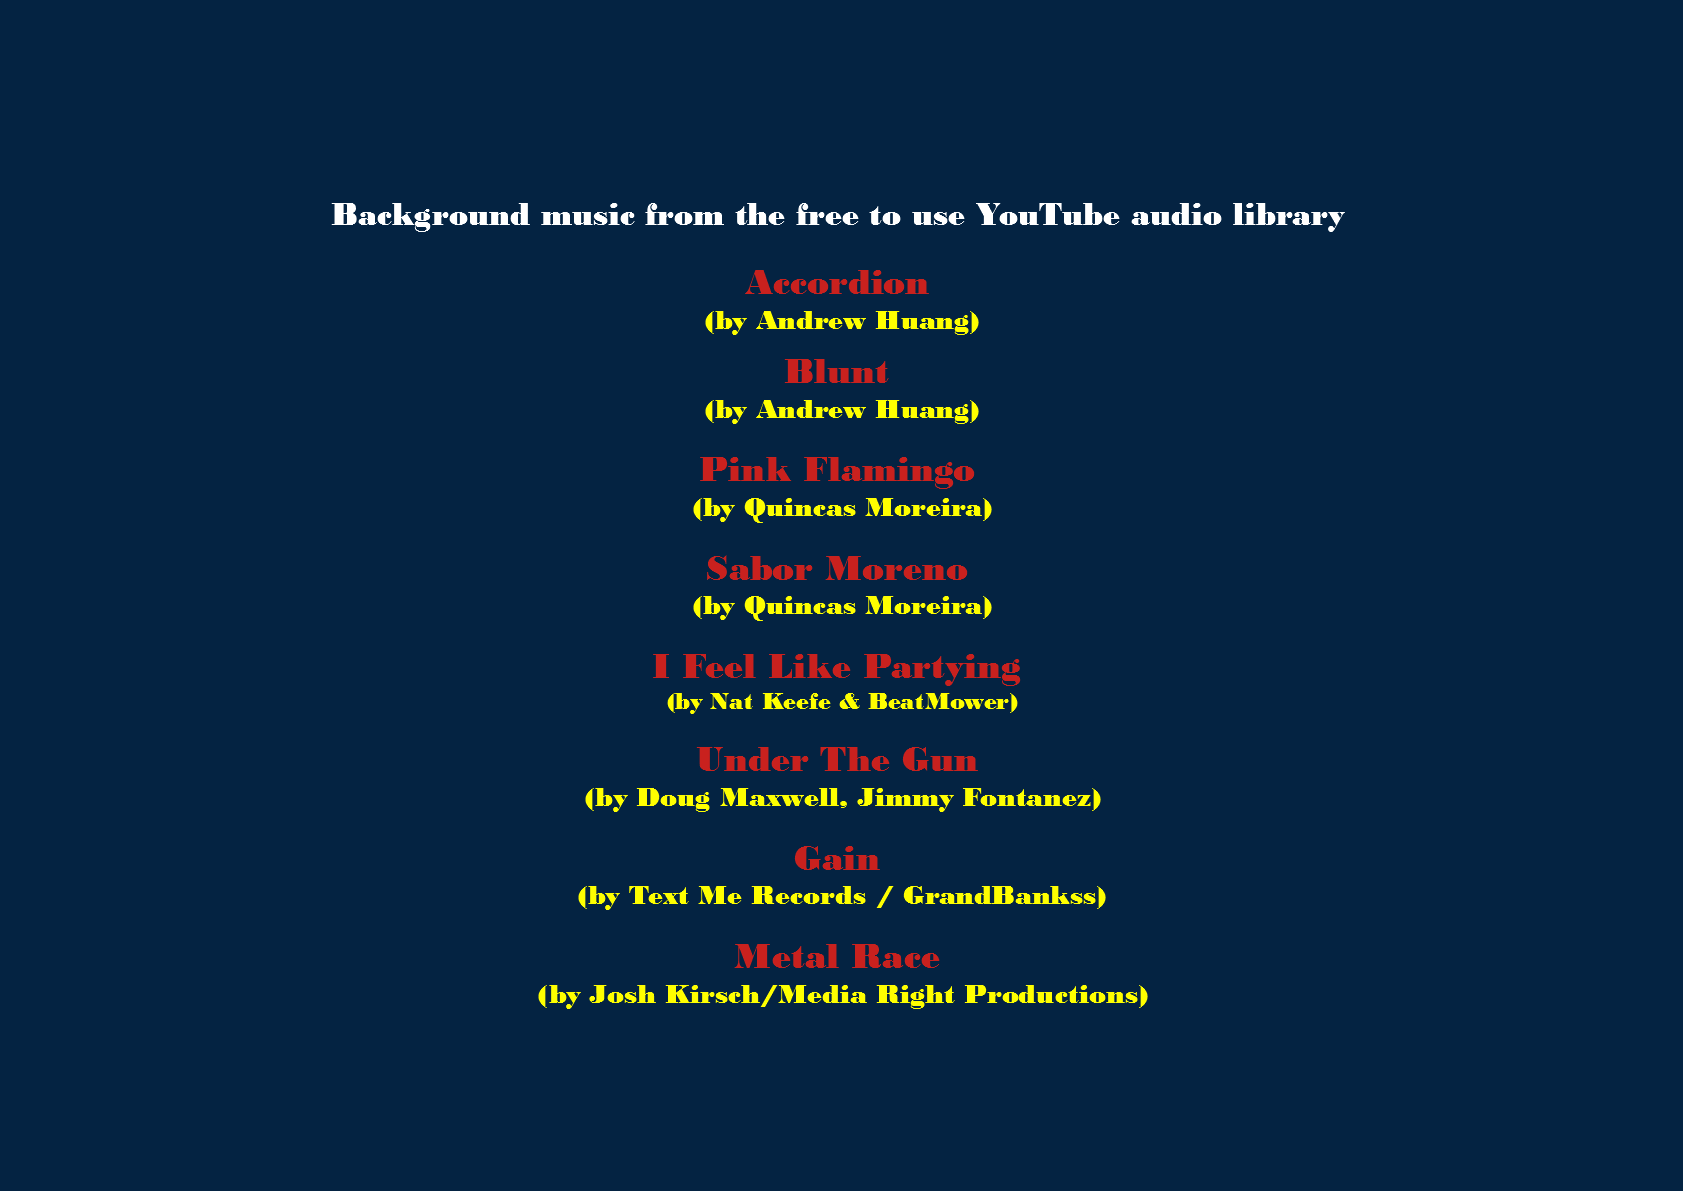 Background music from the free to use YouTube audio library
Accordion
(by Andrew Huang)
Blunt
(by Andrew Huang)
Pink Flamingo
(by Quincas Moreira)
Sabor Moreno
(by Quincas Moreira)
I Feel Like Partying
(by Nat Keefe & BeatMower)
Under The Gun
(by Doug Maxwell, Jimmy Fontanez)
Gain
(by Text Me Records / GrandBankss)
Metal Race
(by Josh Kirsch/Media Right Productions)